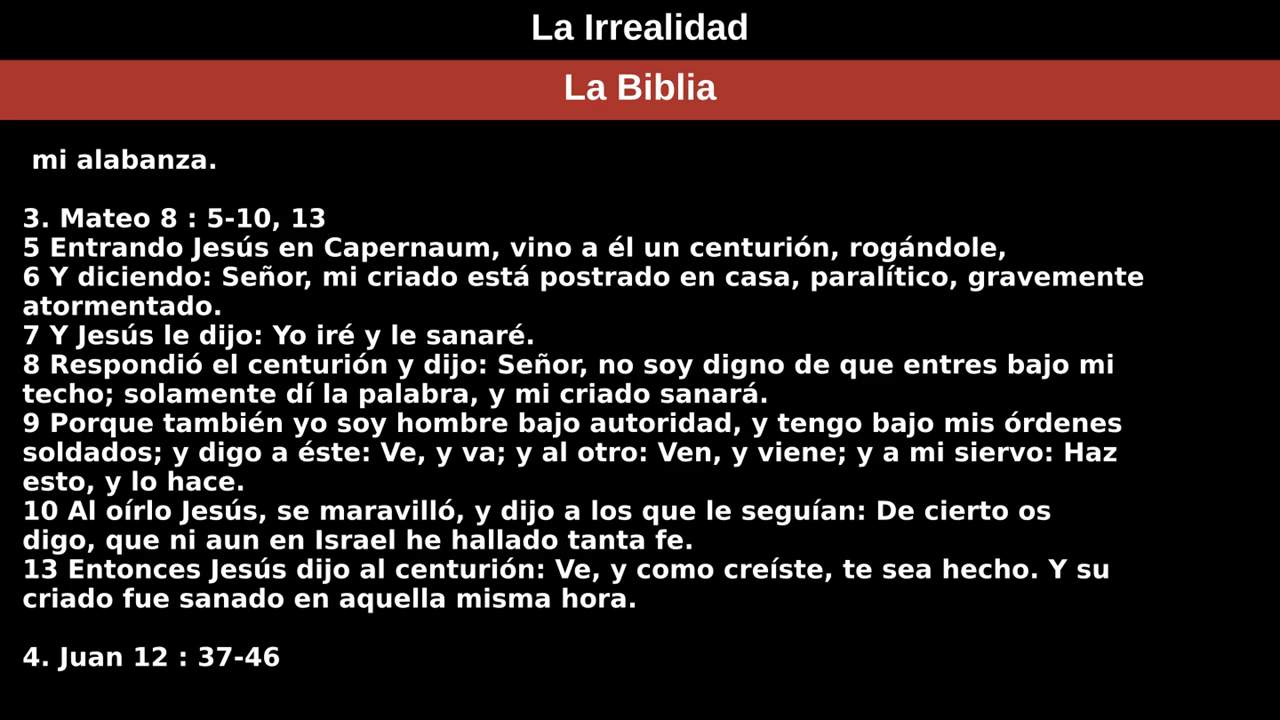 La Irrealidad
La Biblia
mi alabanza.
3. Mateo 8 : 5-10, 13
5 Entrando Jesús en Capernaum, vino a él un centurión, rogándole,
6 Y diciendo: Señor, mi criado está postrado en casa, paralítico, gravemente
atormentado.
7 Y Jesús le dijo: Yo iré y le sanaré.
8 Respondió el centurión y dijo: Señor, no soy digno de que entres bajo mi
techo; solamente dí la palabra, y mi criado sanará.
9 Porque también yo soy hombre bajo autoridad, y tengo bajo mis órdenes
soldados; y digo a éste: Ve, y va; y al otro: Ven, y viene; y a mi siervo: Haz
esto, y lo hace.
10 Al oírlo Jesús, se maravilló, y dijo a los que le seguían: De cierto os
digo, que ni aun en Israel he hallado tanta fe.
13 Entonces Jesús dijo al centurión: Ve, y como creíste, te sea hecho. Y su
criado fue sanado en aquella misma hora.
4. Juan 12 : 37-46